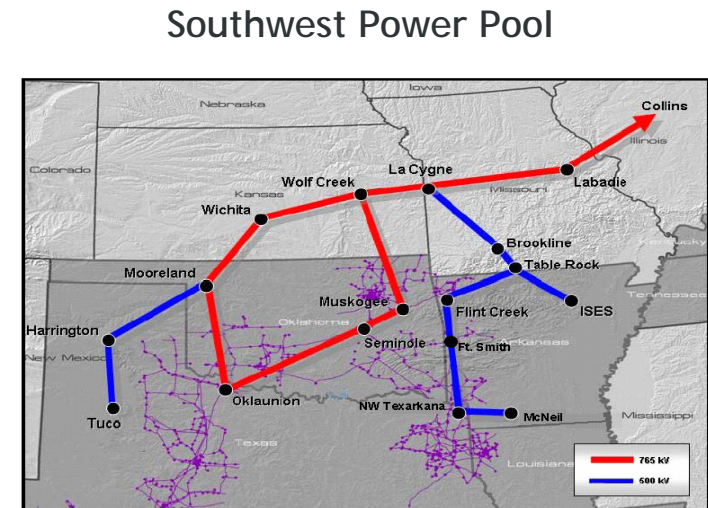 Southwest Power Pool
Iowa
Nebraska
Collins
Illinois
Colorado
La Cygne
Wolf Creek
Kansas
Missouri
Labadie
Wichita
Brookline
Kentucky
Table Rock
Mooreland
Muskogee
Tennessee
Flint Creek
ISES
Harrington
Oklahoma
Seminole
Ft. Smith
Arkansas
New Mexico
Oklaunion
NW Texarkana
McNeil
Mississippi
Tuco
Texas
Louisiana
765 kV
500 kV